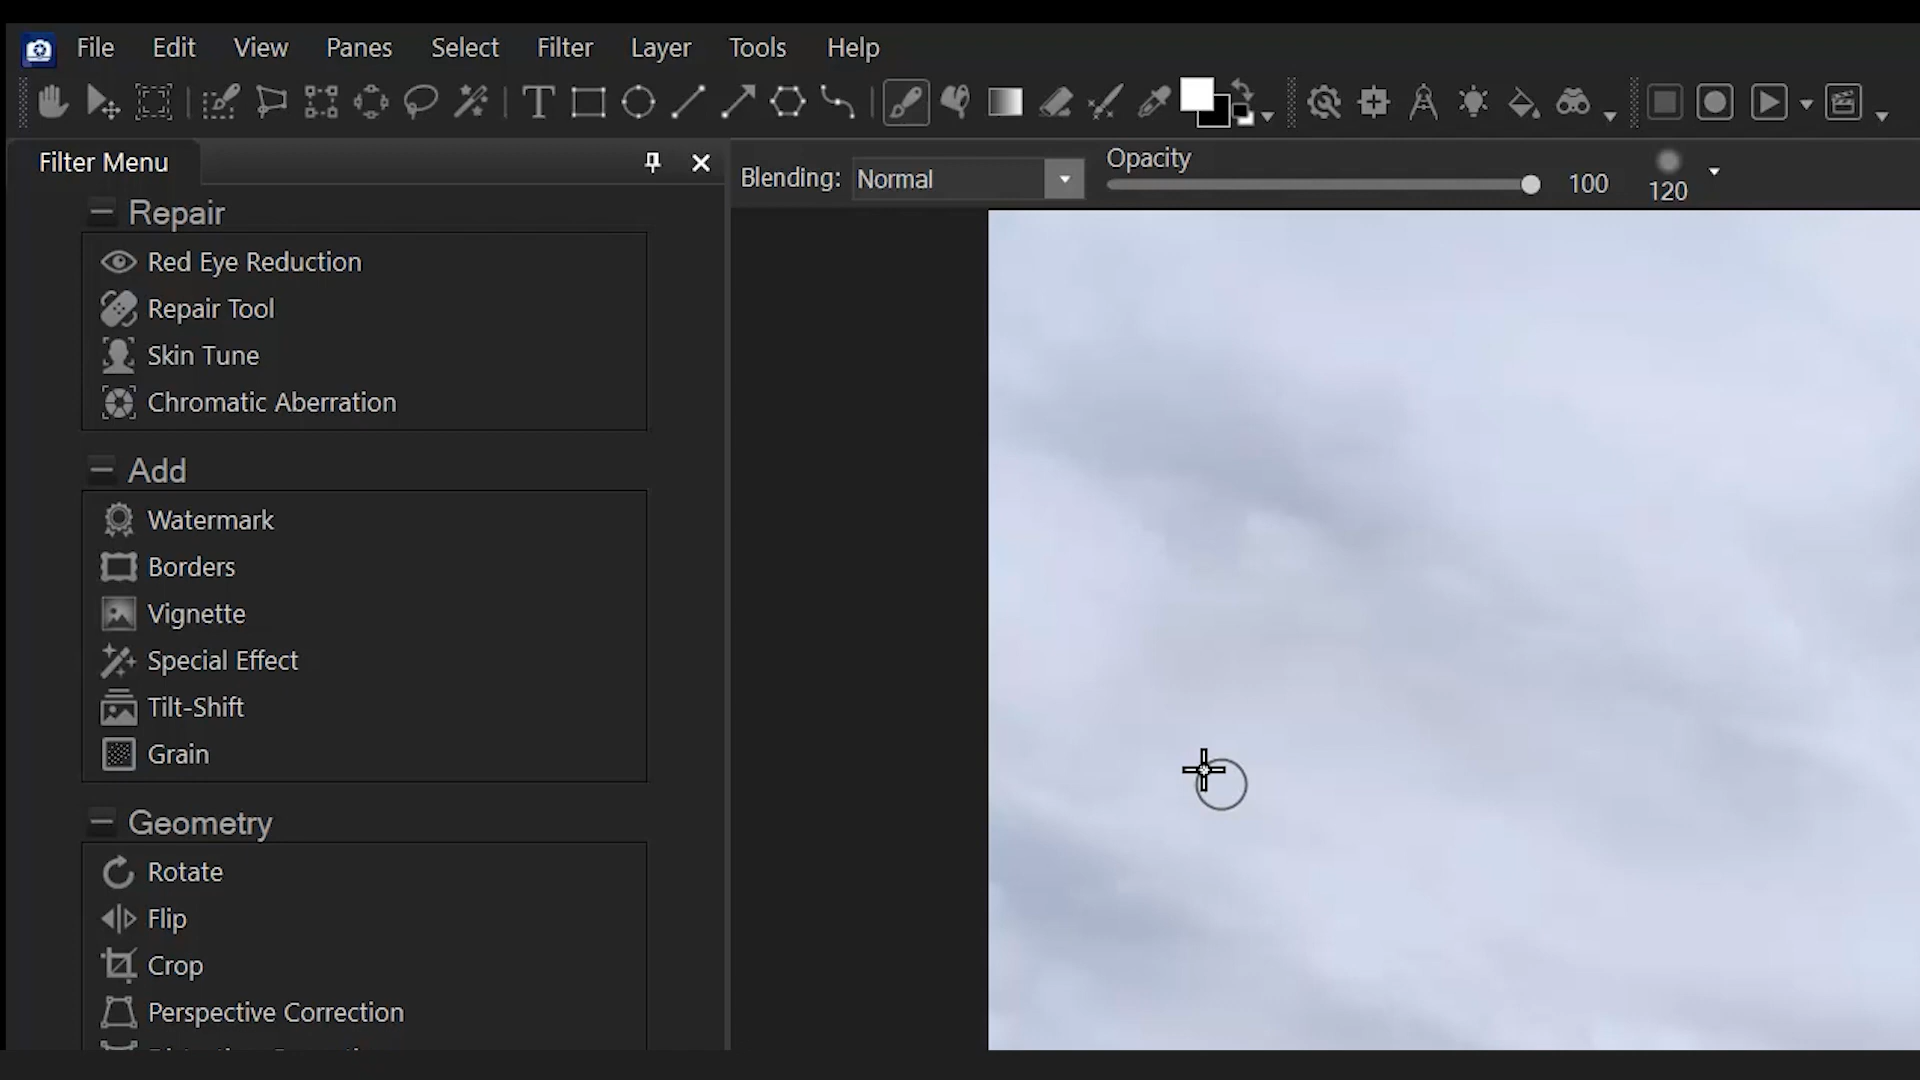 File Edit View Panes Select Filter Layer Tools Help
Filter Menu
Blending: Normal
Opacity
100
120
Repair
Red Eye Reduction
Repair Tool
Skin Tune
Chromatic Aberration
Add
Watermark
Borders
Vignette
Special Effect
Tilt-Shift
Grain
Geometry
Rotate
Flip
Crop
Perspective Correction